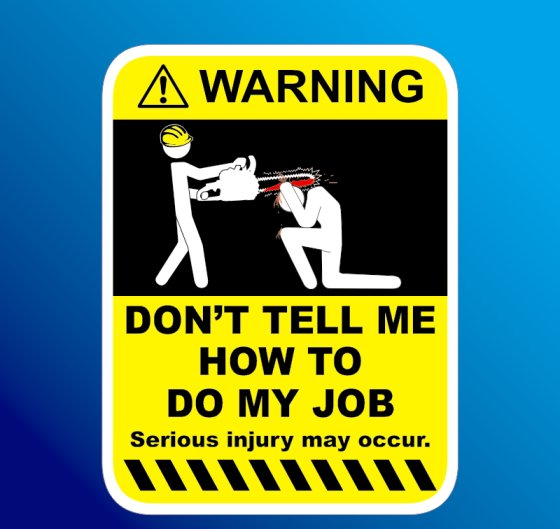 WARNING
DON'T TELL ME
HOW TO
DO MY JOB
Serious injury may occur.